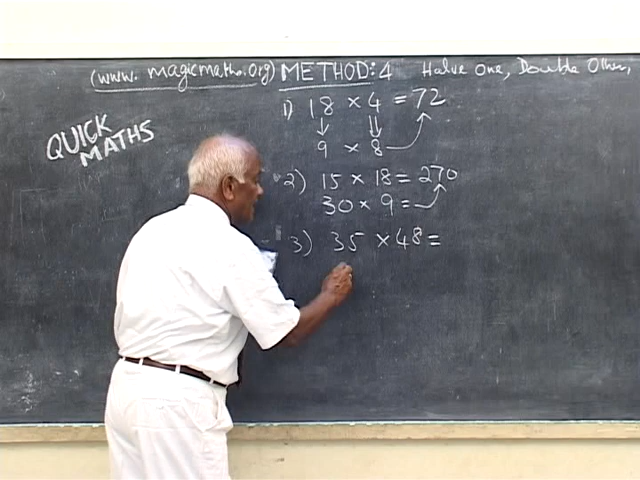 (www. magicmaths.org) METHOD: 4 Halve One, Double Other,
QUICK MATHS
1) 18 × 4 = 72
↓ ⇓
9 × 8
2) 15 × 18 = 270
30 × 9 =
3) 35 × 48 =